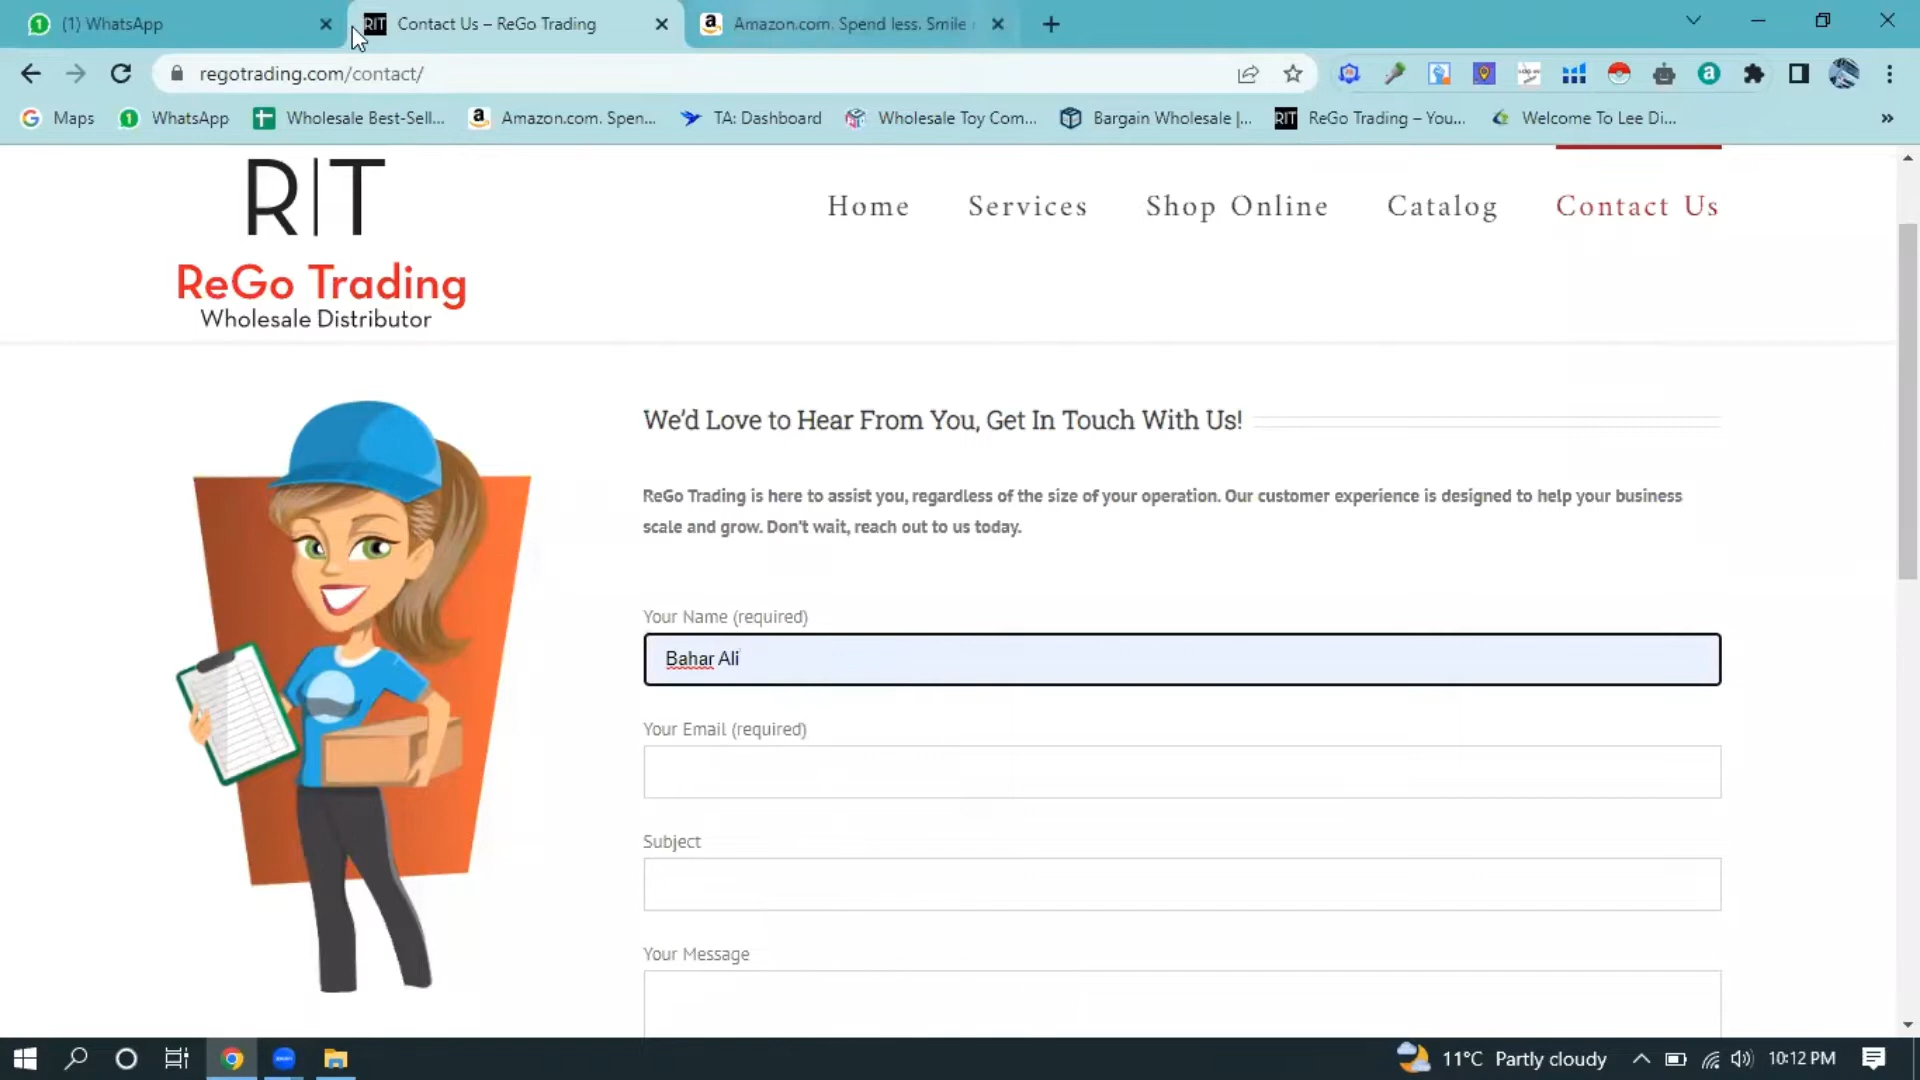 (1) WhatsApp
RIT Contact Us – ReGo Trading
Amazon.com. Spend less. Smile
regotrading.com/contact/
Maps
WhatsApp
Wholesale Best-Sell...
Amazon.com. Spen...
TA: Dashboard
Wholesale Toy Com...
Bargain Wholesale |...
RIT ReGo Trading – You...
Welcome To Lee Di...
»
R|T
ReGo Trading
Wholesale Distributor
Home
Services
Shop Online
Catalog
Contact Us
We'd Love to Hear From You, Get In Touch With Us!
ReGo Trading is here to assist you, regardless of the size of your operation. Our customer experience is designed to help your business
scale and grow. Don't wait, reach out to us today.
Your Name (required)
Bahar Ali
Your Email (required)
Subject
Your Message
11°C Partly cloudy
10:12 PM